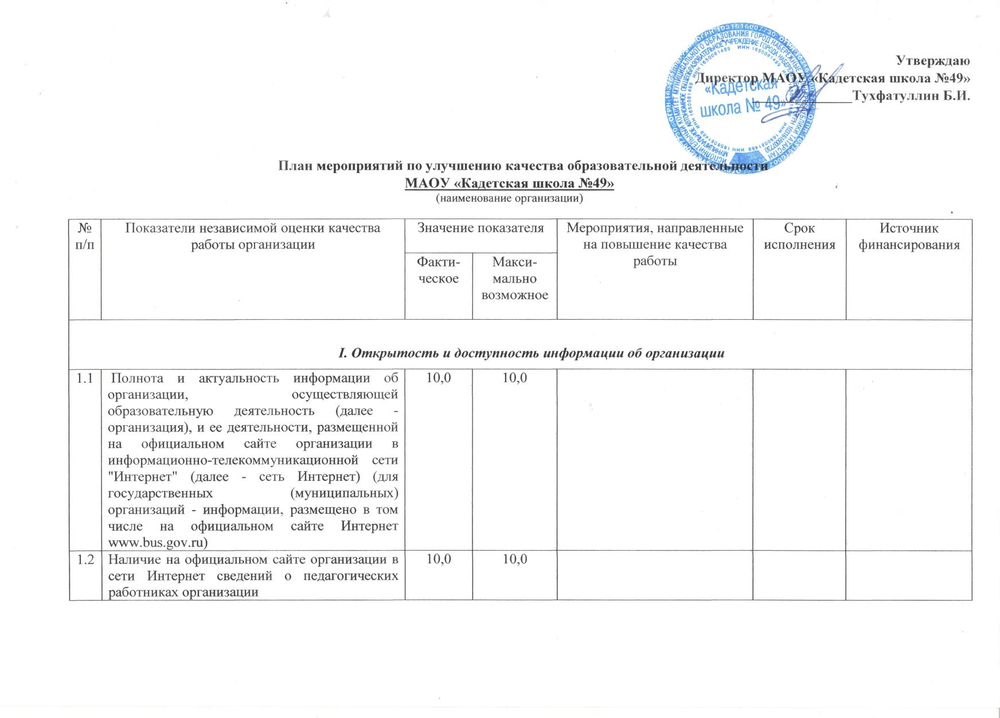 Утверждаю
Директор МАОУ «Кадетская школа №49»
Тухфатуллин Б.И.
«Кадетская
школа № 49»
План мероприятий по улучшению качества образовательной деятельности
МАОУ «Кадетская школа №49»
(наименование организации)
№
п/п
Показатели независимой оценки качества
работы организации
Значение показателя
Факти-
ческое
Макси-
мально
возможное
Мероприятия, направленные
на повышение качества
работы
Срок
исполнения
Источник
финансирования
I. Открытость и доступность информации об организации
1.1
Полнота и актуальность информации об
организации, осуществляющей
образовательную деятельность (далее -
организация), и ее деятельности, размещенной
на официальном сайте организации в
информационно-телекоммуникационной сети
"Интернет" (далее - сеть Интернет) (для
государственных (муниципальных)
организаций - информации, размещено в том
числе на официальном сайте Интернет
www.bus.gov.ru)
10,0
10,0
1.2
Наличие на официальном сайте организации в
сети Интернет сведений о педагогических
работниках организации
10,0
10,0